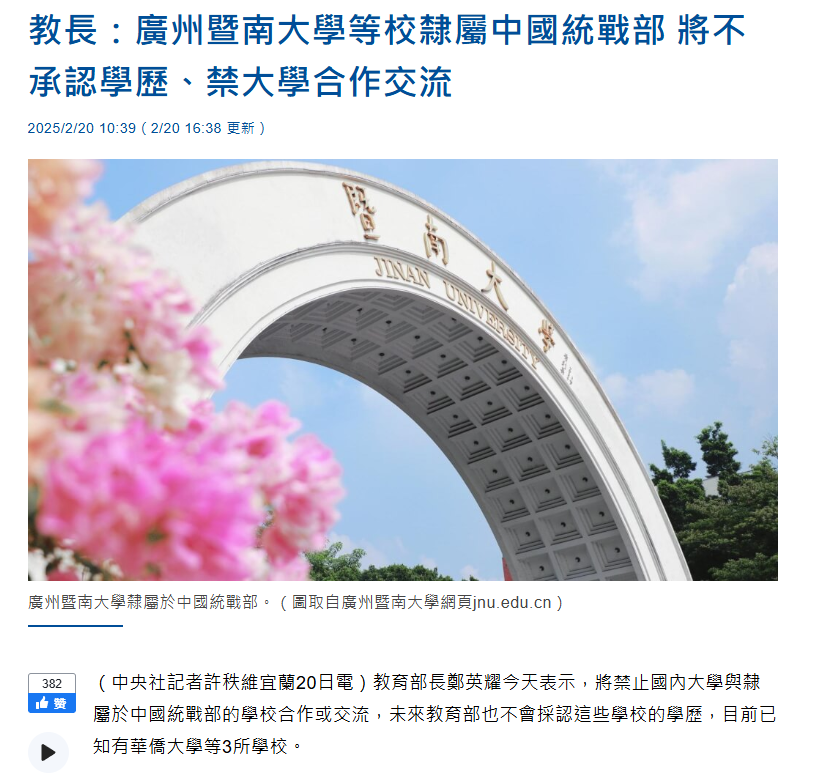 教長：廣州暨南大學等校隸屬中國統戰部 將不
承認學歷、禁大學合作交流
2025/2/20 10:39（2/20 16:38 更新）
暨南大學
JINAN UNIVERSITY
廣州暨南大學隸屬於中國統戰部。（圖取自廣州暨南大學網頁jnu.edu.cn）
382
赞
（中央社記者許秩維宜蘭20日電）教育部長鄭英耀今天表示，將禁止國內大學與隸
屬於中國統戰部的學校合作或交流，未來教育部也不會採認這些學校的學歷，目前已
知有華僑大學等3所學校。